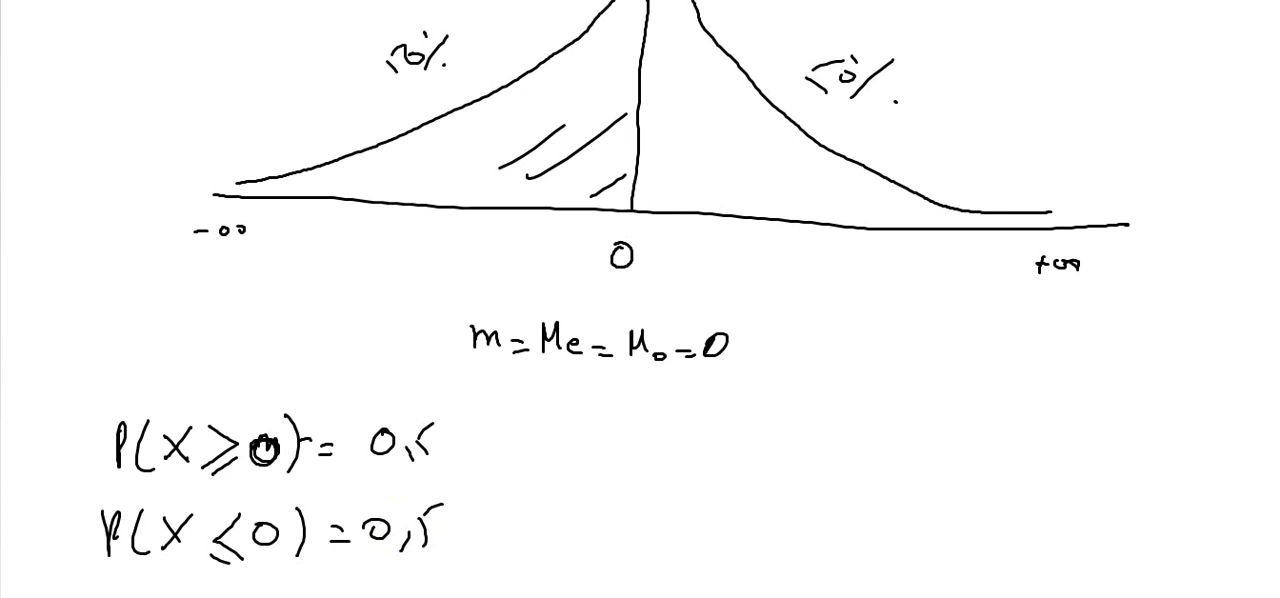 50%
50%.
-∞
0
+∞
m = Me = Mo = 0
P(X ⩾ 0) = 0,5
P(X ⩽ 0) = 0,5